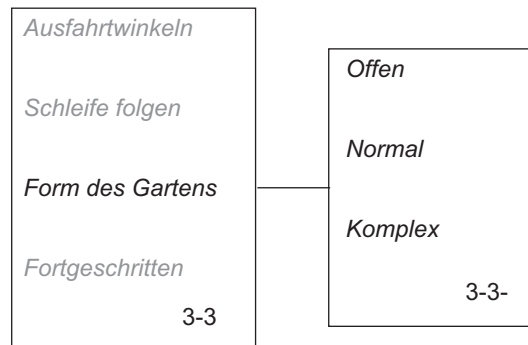 Ausfahrtwinkeln
Schleife folgen
Form des Gartens
Fortgeschritten
3-3
Offen
Normal
Komplex
3-3-